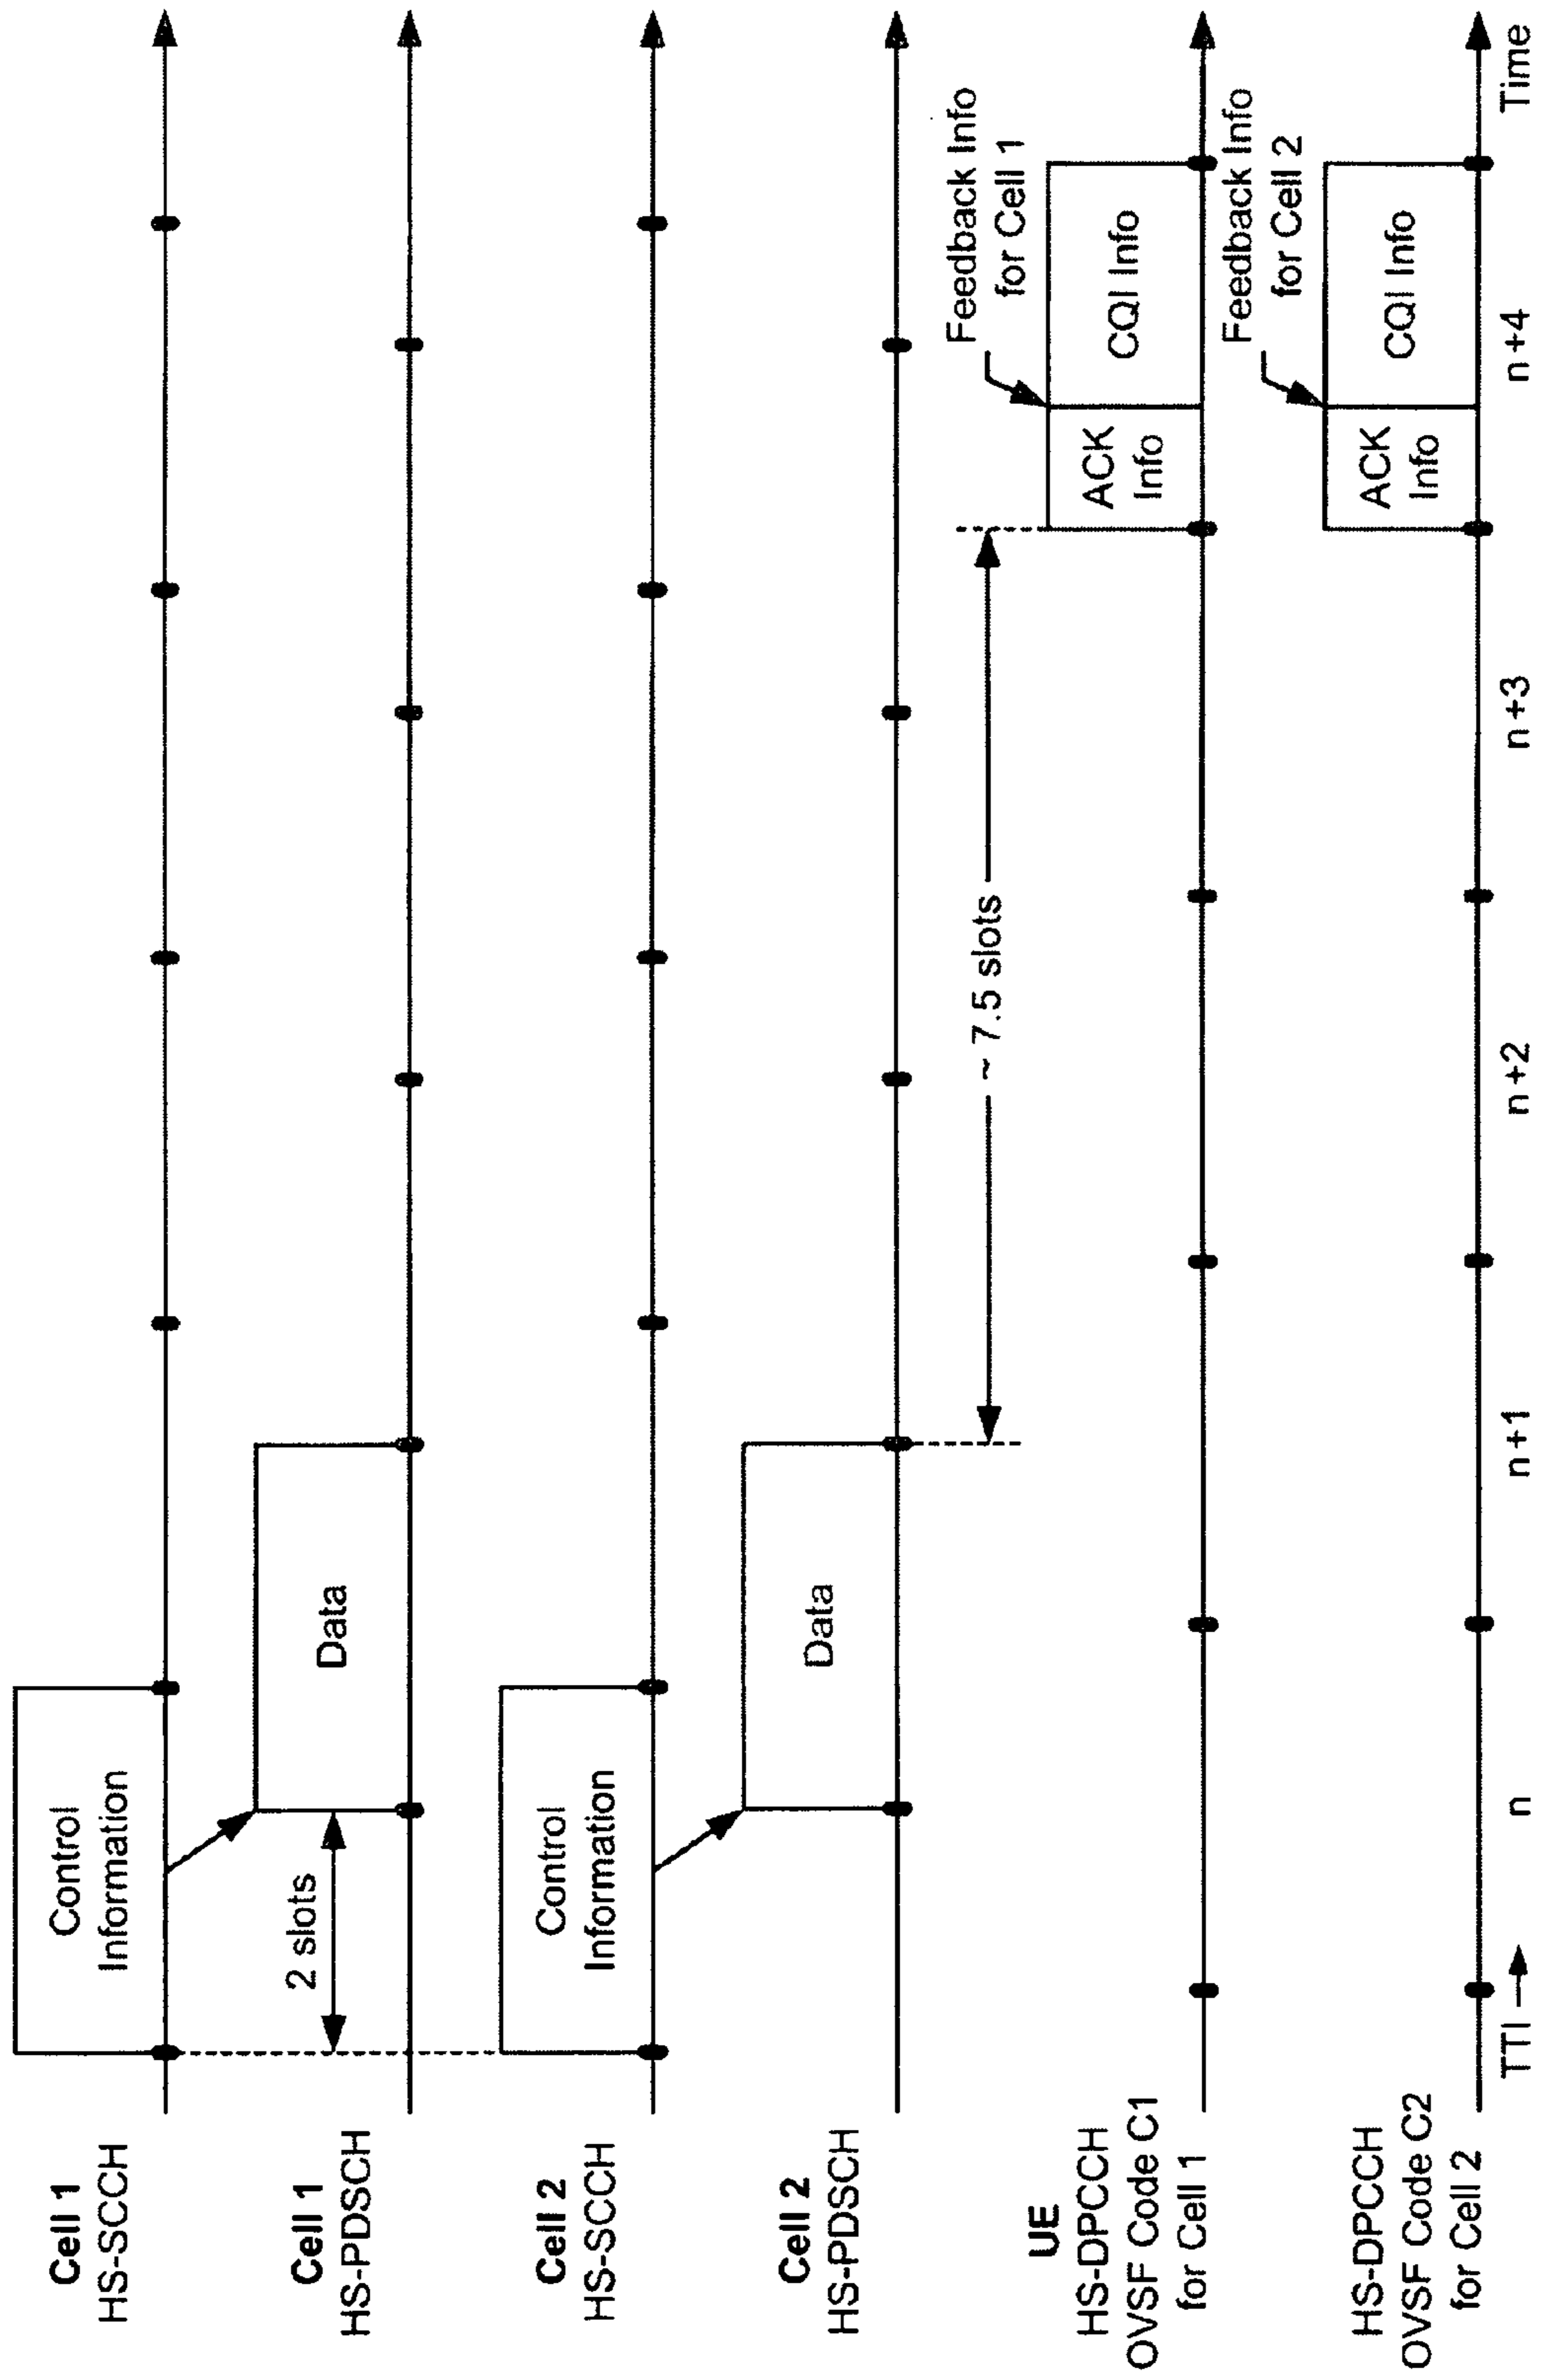 Cell 1
HS-SCCH
Control
Information
Cell 1
HS-PDSCH
2 slots
Data
Cell 2
HS-SCCH
Control
Information
Cell 2
HS-PDSCH
Data
~ 7.5 slots
Feedback Info
for Cell 1
UE
HS-DPCCH
OVSF Code C1
for Cell 1
ACK
Info
CQI Info
Feedback Info
for Cell 2
HS-DPCCH
OVSF Code C2
for Cell 2
ACK
Info
CQI Info
TTI n n+1 n+2 n+3 n+4 Time